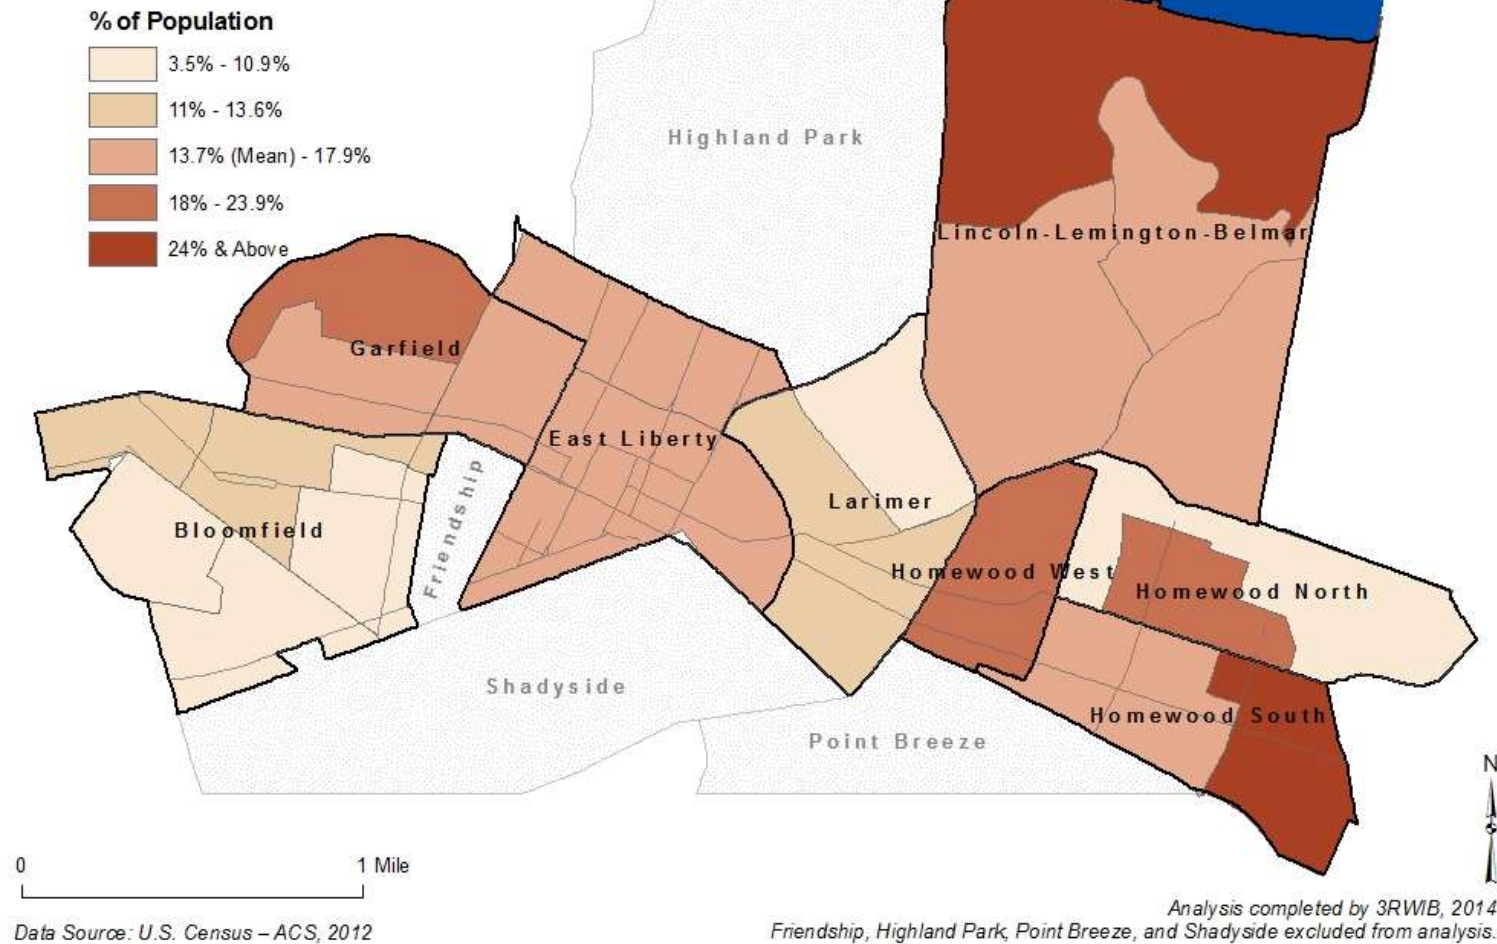 % of Population
3.5% - 10.9%
11% - 13.6%
13.7% (Mean) - 17.9%
18% - 23.9%
24% & Above
Highland Park
Lincoln-Lemington-Belmar
Garfield
East Liberty
Friendship
Bloomfield
Larimer
Homewood West
Homewood North
Shadyside
Homewood South
Point Breeze
N
0 1 Mile
Data Source: U.S. Census – ACS, 2012
Analysis completed by 3RWIB, 2014
Friendship, Highland Park, Point Breeze, and Shadyside excluded from analysis.